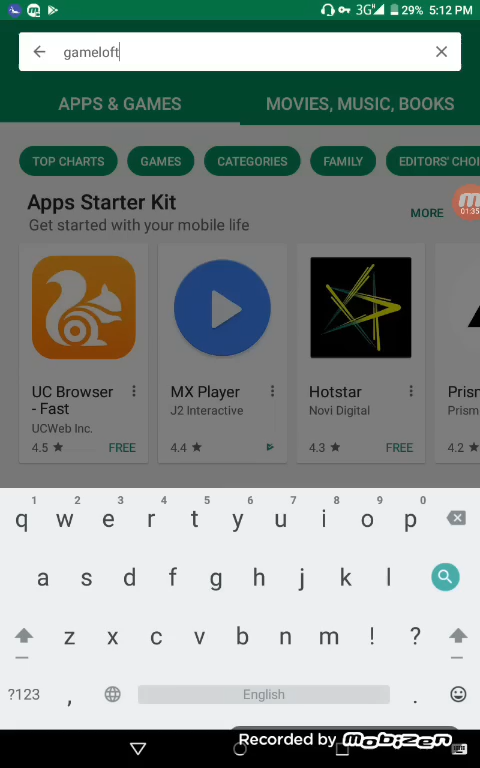 3G 29% 5:12 PM
gameloft
APPS & GAMES MOVIES, MUSIC, BOOKS
TOP CHARTS GAMES CATEGORIES FAMILY EDITORS' CHOI
Apps Starter Kit
Get started with your mobile life
MORE
01:35
UC Browser - Fast
UCWeb Inc.
4.5 FREE
MX Player
J2 Interactive
4.4
Hotstar
Novi Digital
4.3 FREE
Prism
Prism
4.2
1 2 3 4 5 6 7 8 9 0
q w e r t y u i o p
a s d f g h j k l
z x c v b n m ! ?
?123 , English .
Recorded by mobizen